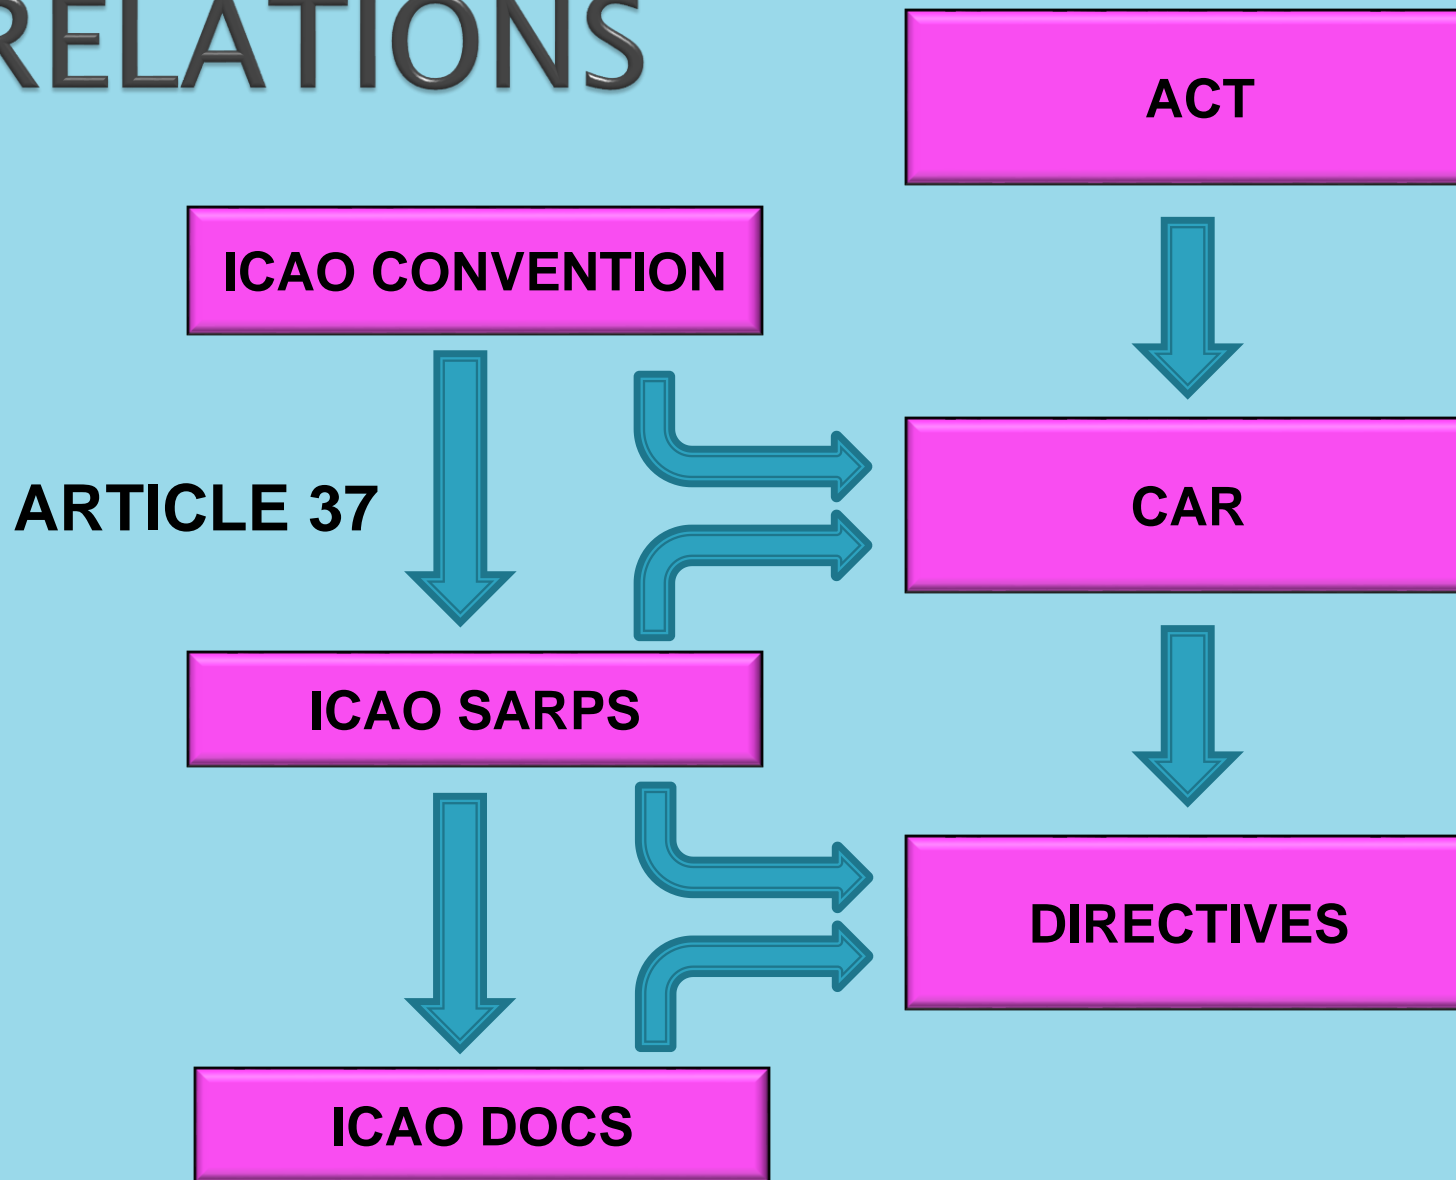 RELATIONS
ACT
ICAO CONVENTION
ARTICLE 37
CAR
ICAO SARPS
DIRECTIVES
ICAO DOCS